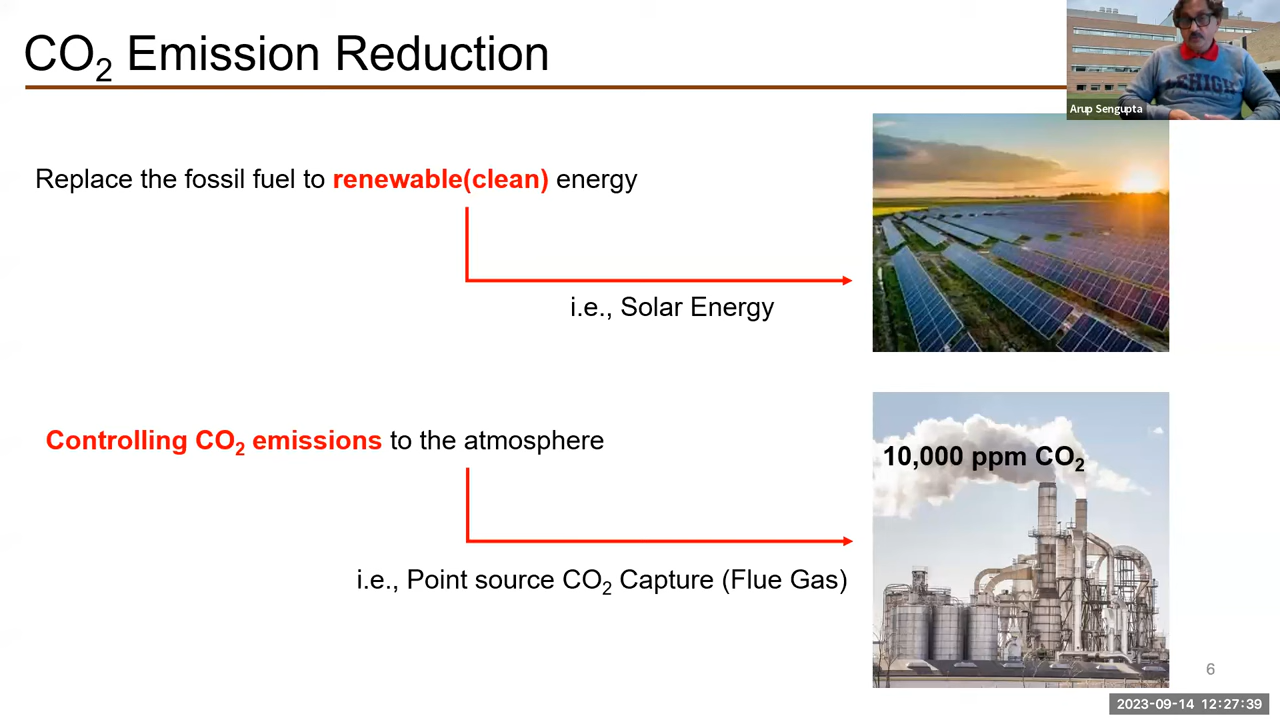 CO₂ Emission Reduction
LEHIGH
Arup Sengupta
Replace the fossil fuel to renewable(clean) energy
i.e., Solar Energy
Controlling CO₂ emissions to the atmosphere
10,000 ppm CO₂
i.e., Point source CO₂ Capture (Flue Gas)
6
2023-09-14 12:27:39